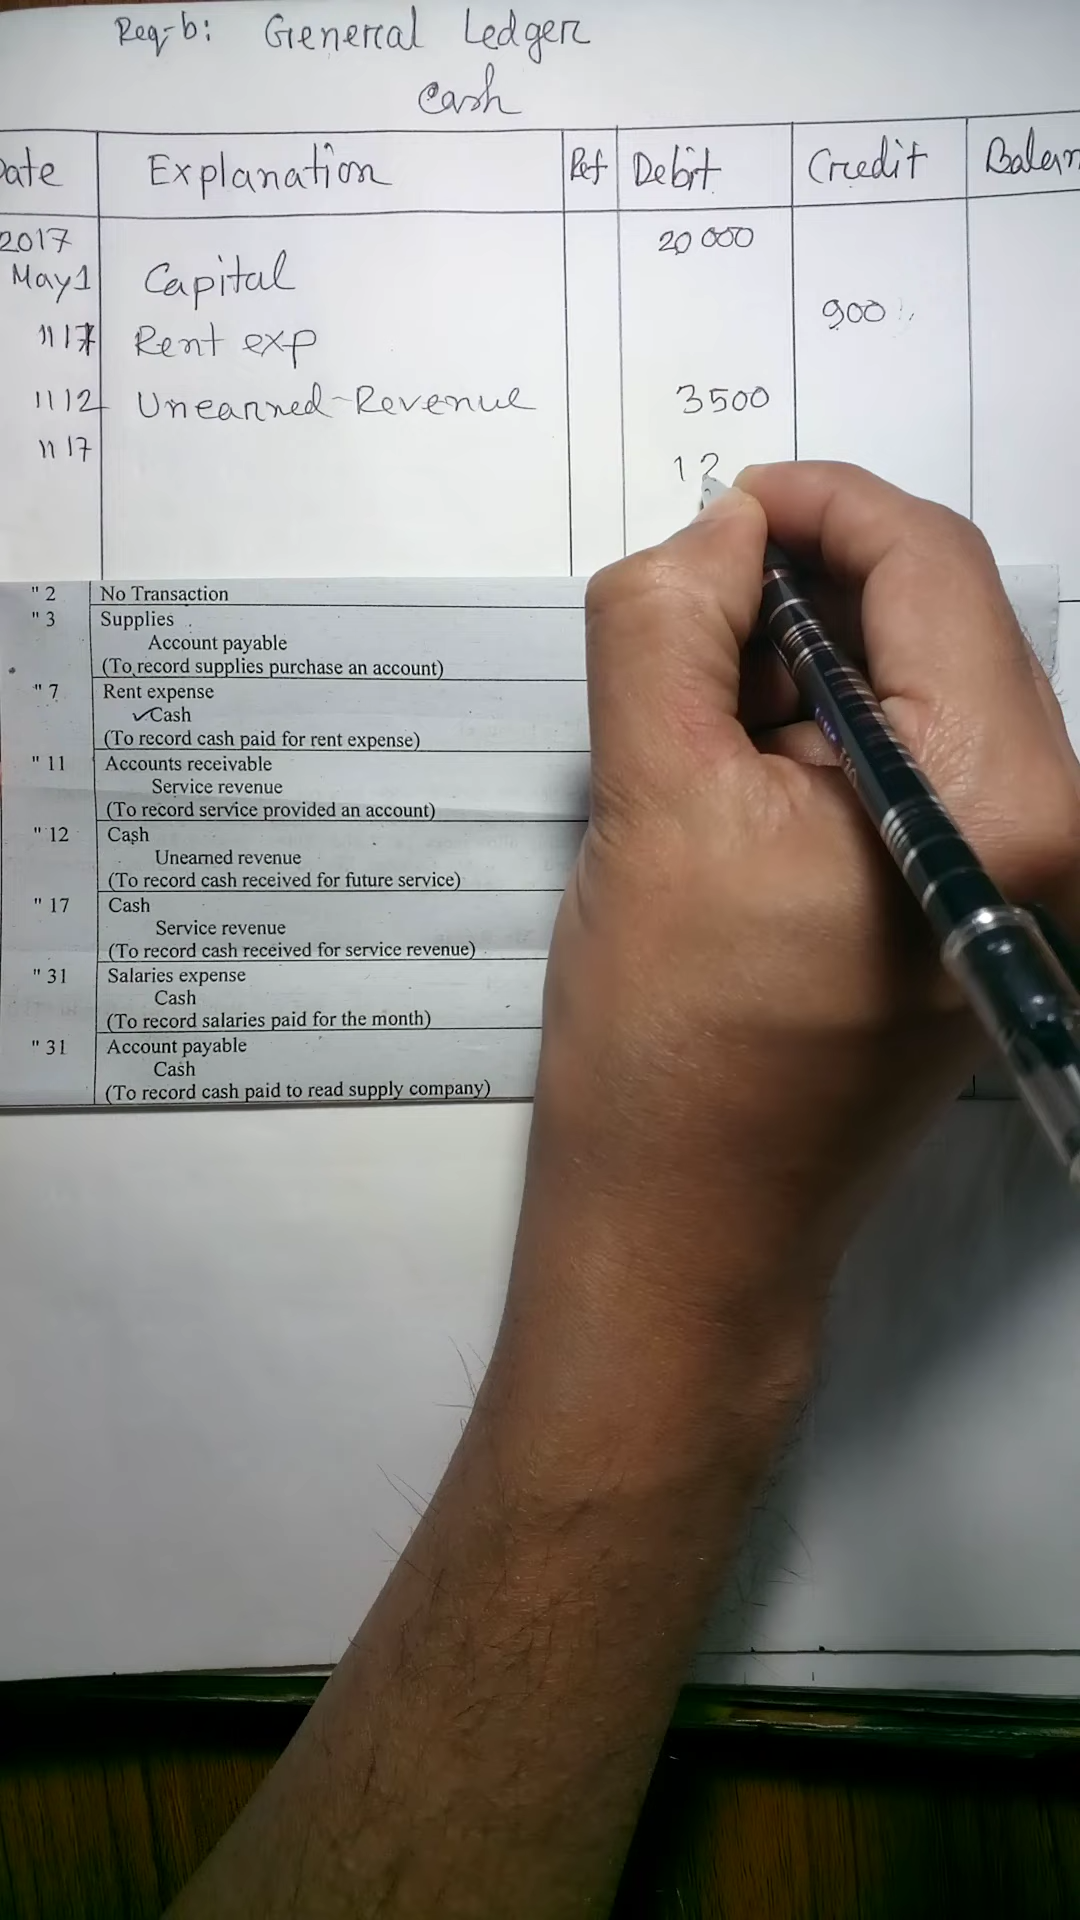 Req-b: General Ledger
Cash
Date Explanation Ref Debit Credit Balan
2017 20 000
May 1 Capital
900
11 7 Rent exp
11 12 Unearned-Revenue 3500
11 17 12
" 2 No Transaction
" 3 Supplies
Account payable
(To record supplies purchase an account)
" 7 Rent expense
✓Cash
(To record cash paid for rent expense)
" 11 Accounts receivable
Service revenue
(To record service provided an account)
" 12 Cash
Unearned revenue
(To record cash received for future service)
" 17 Cash
Service revenue
(To record cash received for service revenue)
" 31 Salaries expense
Cash
(To record salaries paid for the month)
" 31 Account payable
Cash
(To record cash paid to read supply company)